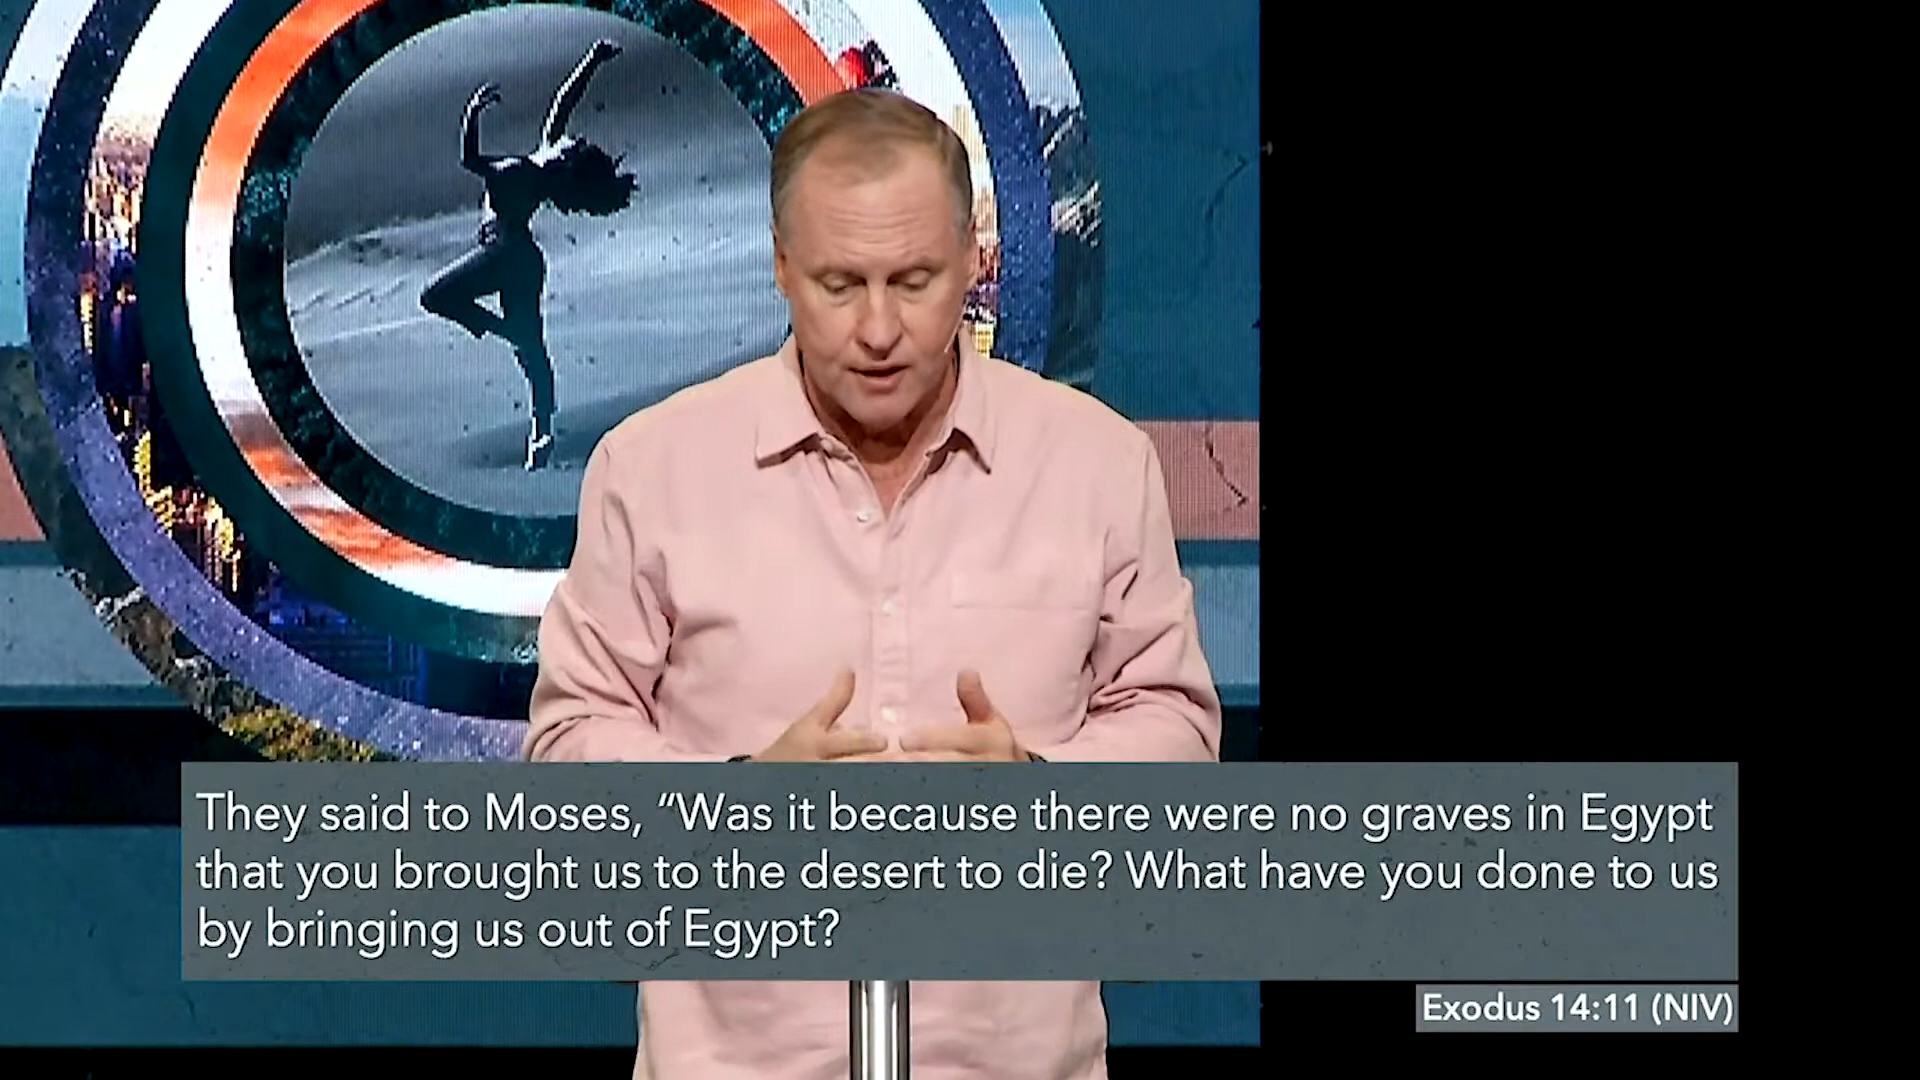 They said to Moses, “Was it because there were no graves in Egypt
that you brought us to the desert to die? What have you done to us
by bringing us out of Egypt?
Exodus 14:11 (NIV)